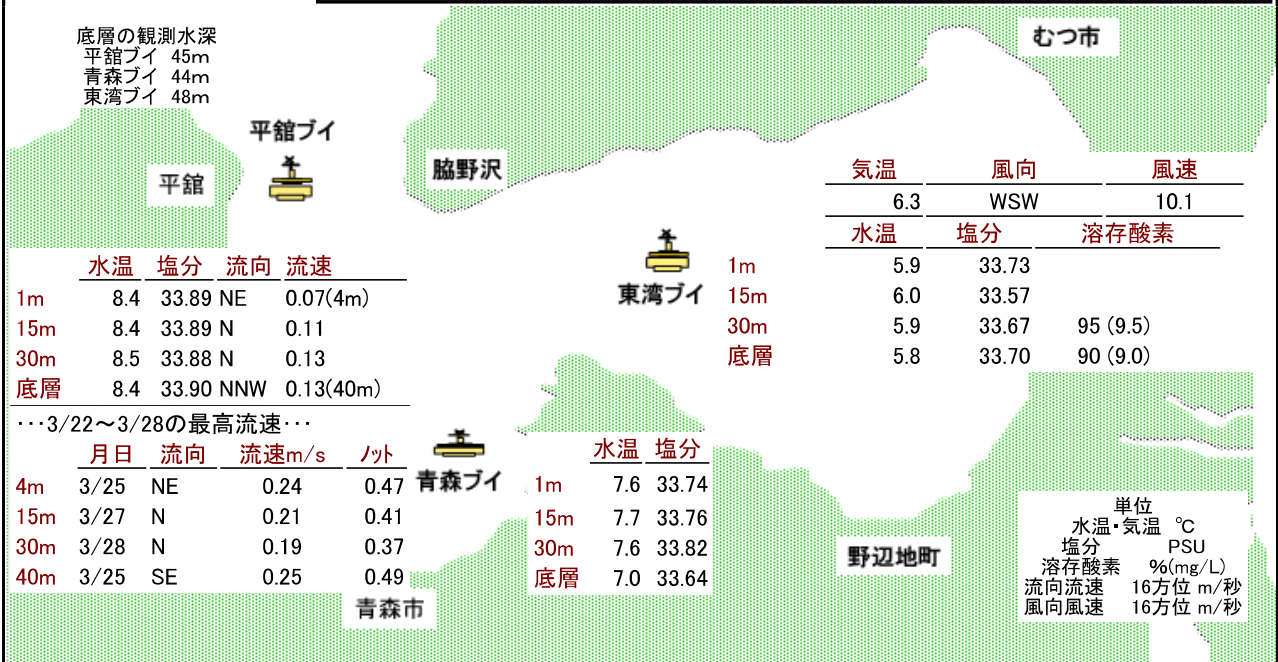 底層の観測水深
平舘ブイ 45m
青森ブイ 44m
東湾ブイ 48m
むつ市
平舘ブイ
平舘
脇野沢
気温 風向 風速
6.3 WSW 10.1
水温 塩分 溶存酸素
1m 5.9 33.73
15m 6.0 33.57
30m 5.9 33.67 95 (9.5)
底層 5.8 33.70 90 (9.0)
東湾ブイ
水温 塩分 流向 流速
1m 8.4 33.89 NE 0.07(4m)
15m 8.4 33.89 N 0.11
30m 8.5 33.88 N 0.13
底層 8.4 33.90 NNW 0.13(40m)
···3/22～3/28の最高流速···
月日 流向 流速m/s ノット
4m 3/25 NE 0.24 0.47
15m 3/27 N 0.21 0.41
30m 3/28 N 0.19 0.37
40m 3/25 SE 0.25 0.49
青森ブイ
水温 塩分
1m 7.6 33.74
15m 7.7 33.76
30m 7.6 33.82
底層 7.0 33.64
青森市
野辺地町
単位
水温・気温 ℃
塩分 PSU
溶存酸素 %(mg/L)
流向流速 16方位 m/秒
風向風速 16方位 m/秒